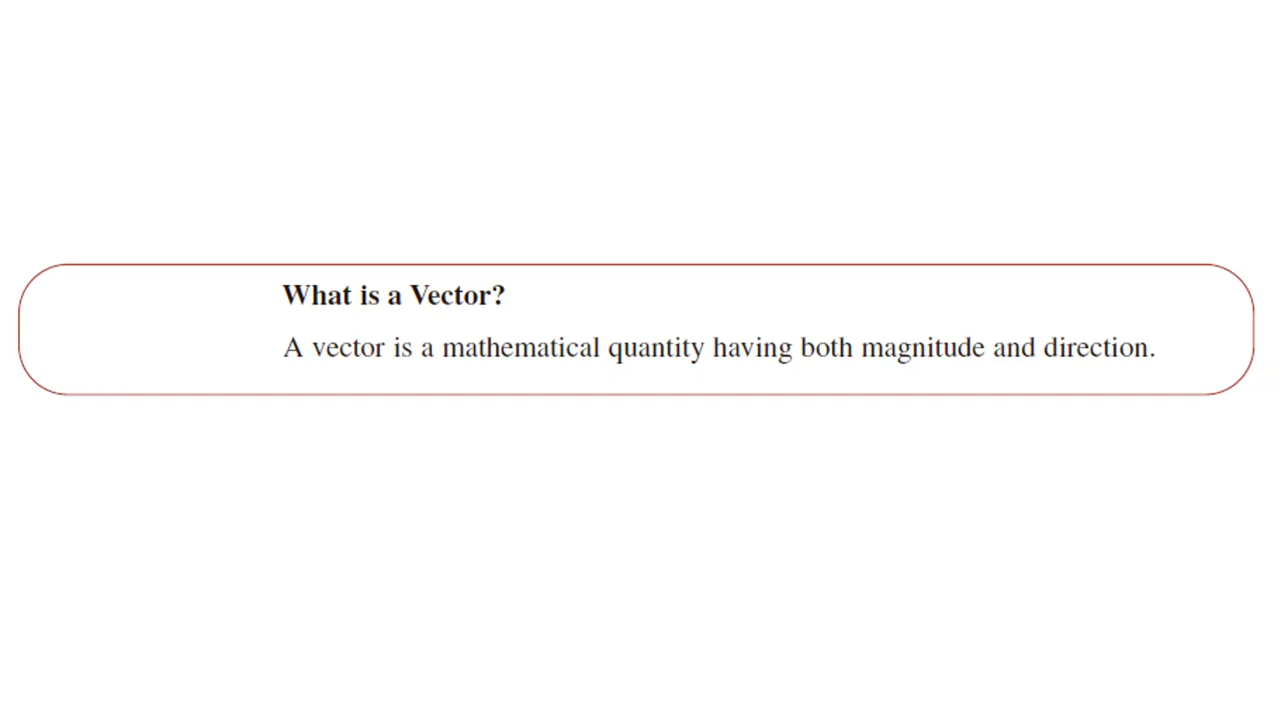 What is a Vector?
A vector is a mathematical quantity having both magnitude and direction.